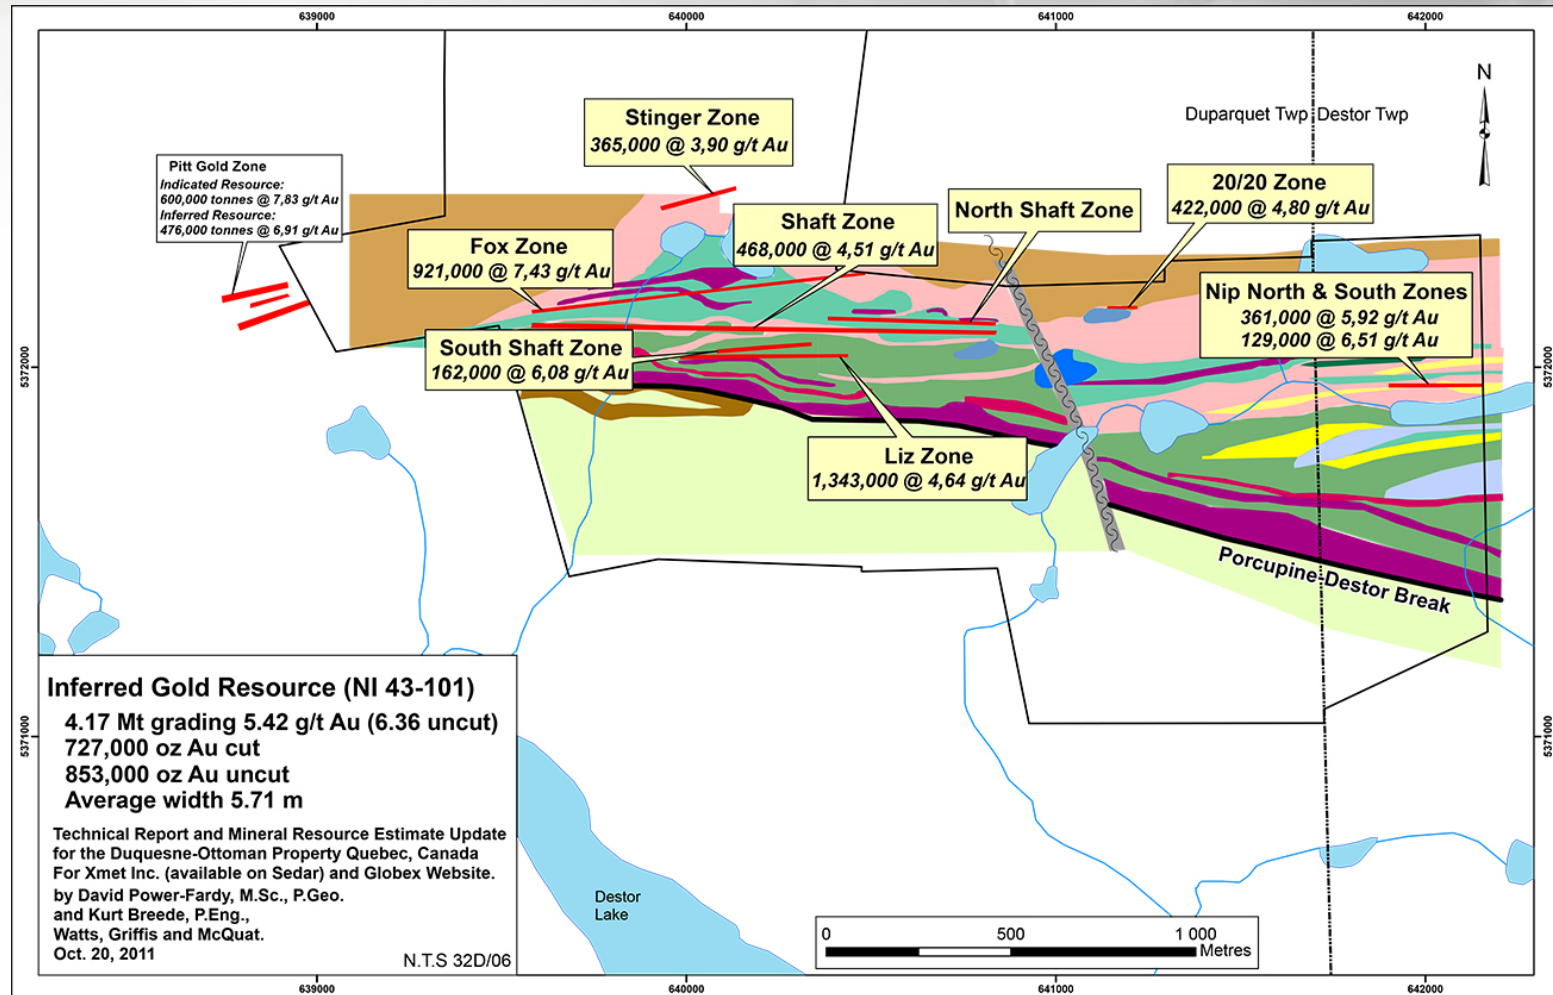 639000
640000
641000
642000
N
Duparquet Twp
Destor Twp
Stinger Zone
365,000 @ 3,90 g/t Au
Pitt Gold Zone
Indicated Resource:
600,000 tonnes @ 7,83 g/t Au
Inferred Resource:
476,000 tonnes @ 6,91 g/t Au
20/20 Zone
422,000 @ 4,80 g/t Au
North Shaft Zone
Shaft Zone
468,000 @ 4,51 g/t Au
Fox Zone
921,000 @ 7,43 g/t Au
Nip North & South Zones
361,000 @ 5,92 g/t Au
129,000 @ 6,51 g/t Au
South Shaft Zone
162,000 @ 6,08 g/t Au
5372000
5372000
Liz Zone
1,343,000 @ 4,64 g/t Au
Porcupine-Destor Break
Inferred Gold Resource (NI 43-101)
4.17 Mt grading 5.42 g/t Au (6.36 uncut)
727,000 oz Au cut
853,000 oz Au uncut
Average width 5.71 m
5371000
5371000
Technical Report and Mineral Resource Estimate Update
for the Duquesne-Ottoman Property Quebec, Canada
For Xmet Inc. (available on Sedar) and Globex Website.
by David Power-Fardy, M.Sc., P.Geo.
and Kurt Breede, P.Eng.,
Watts, Griffis and McQuat.
Oct. 20, 2011
N.T.S 32D/06
Destor
Lake
0
500
1 000
Metres
639000
640000
641000
642000